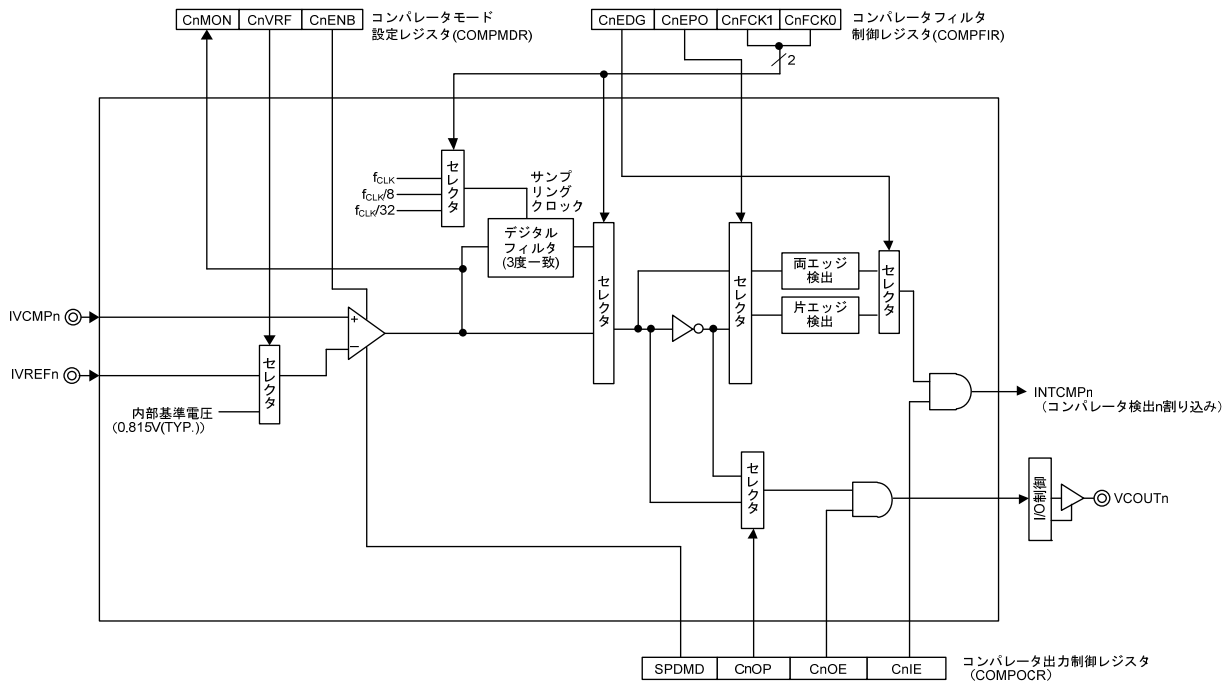 CnMON CnVRF CnENB
コンパレータモード
設定レジスタ(COMPMDR)
CnEDG CnEPO CnFCK1 CnFCK0
コンパレータフィルタ
制御レジスタ(COMPFIR)
2
セレクタ
fCLK
fCLK/8
fCLK/32
サンプ
リング
クロック
デジタル
フィルタ
(3度一致)
セレクタ
セレクタ
両エッジ
検出
片エッジ
検出
セレクタ
IVCMPn
+
−
IVREFn
セレクタ
内部基準電圧
(0.815V(TYP.))
INTCMPn
(コンパレータ検出n割り込み)
セレクタ
I/O制御
VCOUTn
SPDMD CnOP CnOE CnIE
コンパレータ出力制御レジスタ
(COMPOCR)